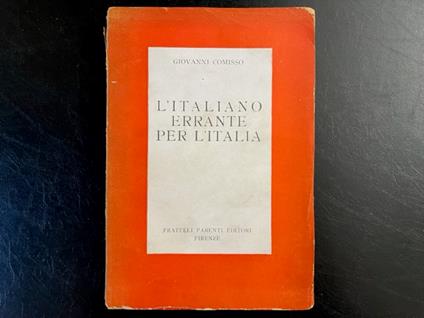 GIOVANNI COMISSO
L'ITALIANO
ERRANTE
PER L'ITALIA
FRATELLI PARENTI EDITORI
FIRENZE